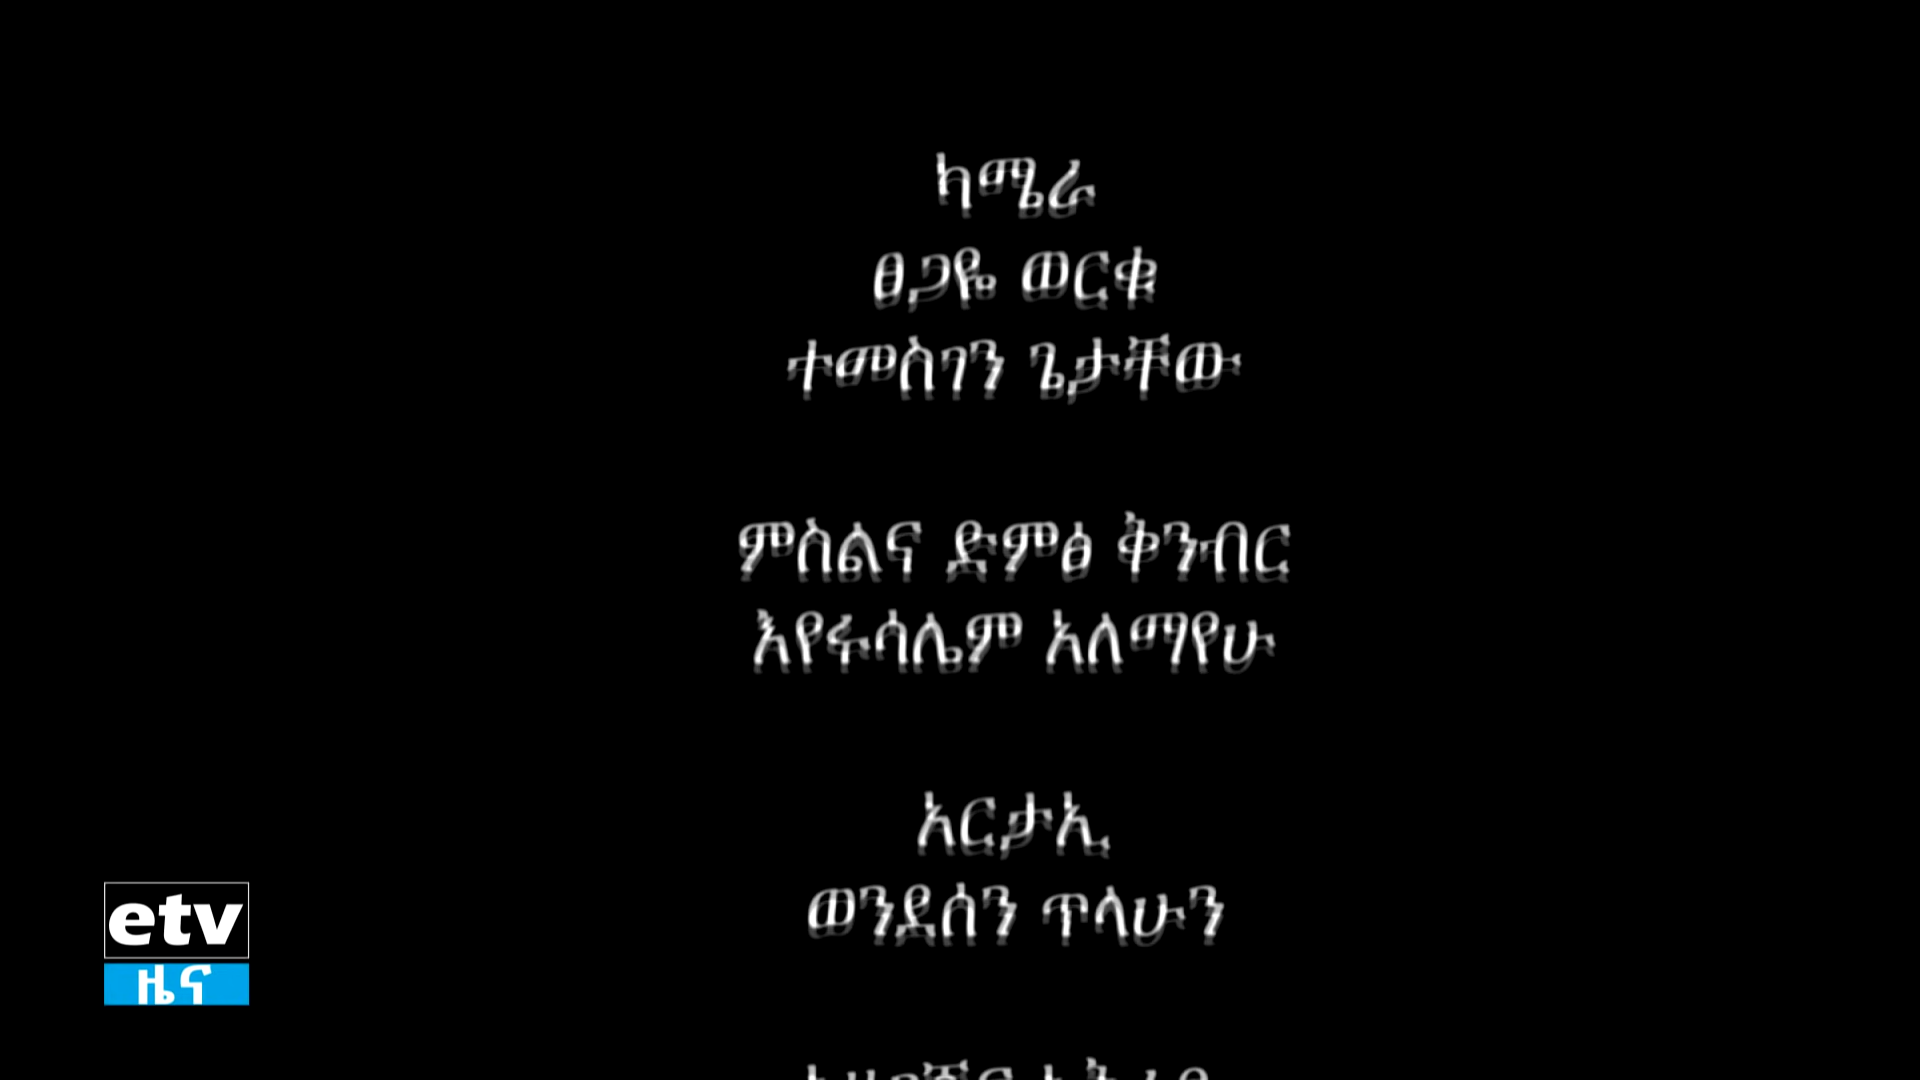 ካሜራ
ፀጋዬ ወርቁ
ተመስገን ጌታቸው
ምስልና ድምፅ ቅንብር
እየሩሳሌም አለማየሁ
አርታኢ
ወንደሰን ጥላሁን
etv
ዜና